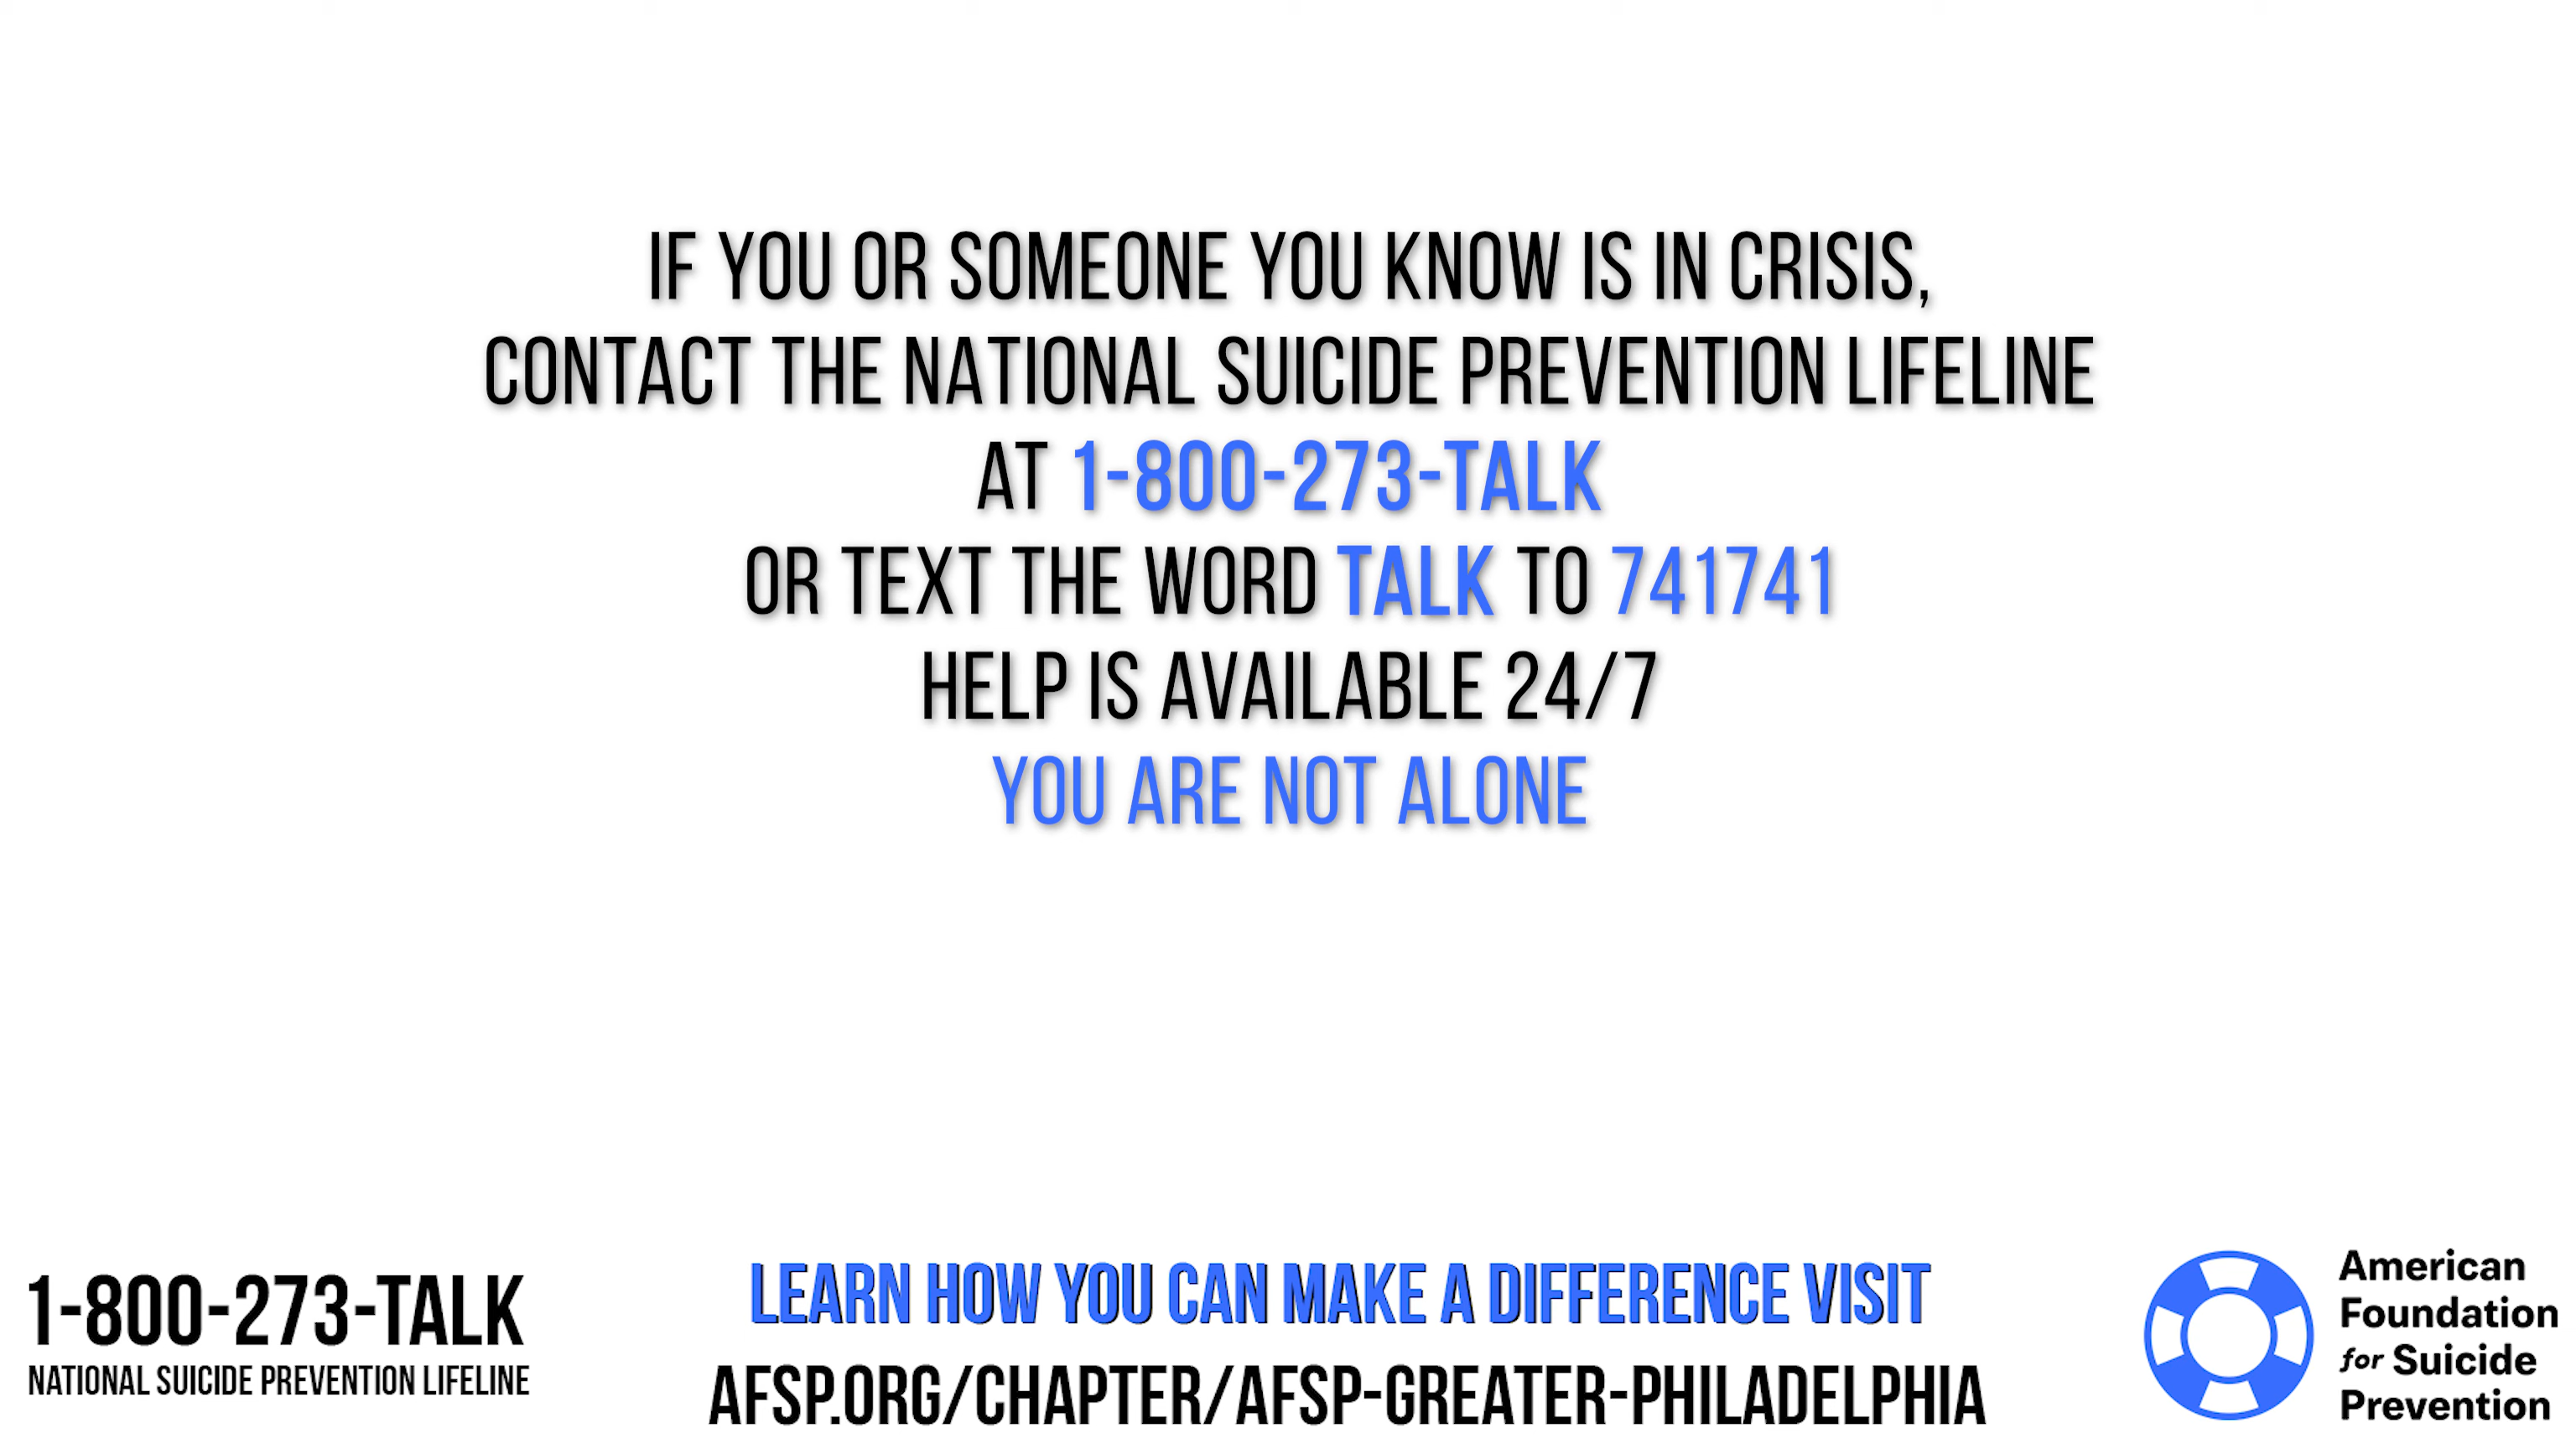 IF YOU OR SOMEONE YOU KNOW IS IN CRISIS,
CONTACT THE NATIONAL SUICIDE PREVENTION LIFELINE
AT 1-800-273-TALK
OR TEXT THE WORD TALK TO 741741
HELP IS AVAILABLE 24/7
YOU ARE NOT ALONE
1-800-273-TALK
NATIONAL SUICIDE PREVENTION LIFELINE
LEARN HOW YOU CAN MAKE A DIFFERENCE VISIT
AFSP.ORG/CHAPTER/AFSP-GREATER-PHILADELPHIA
American
Foundation
for Suicide
Prevention